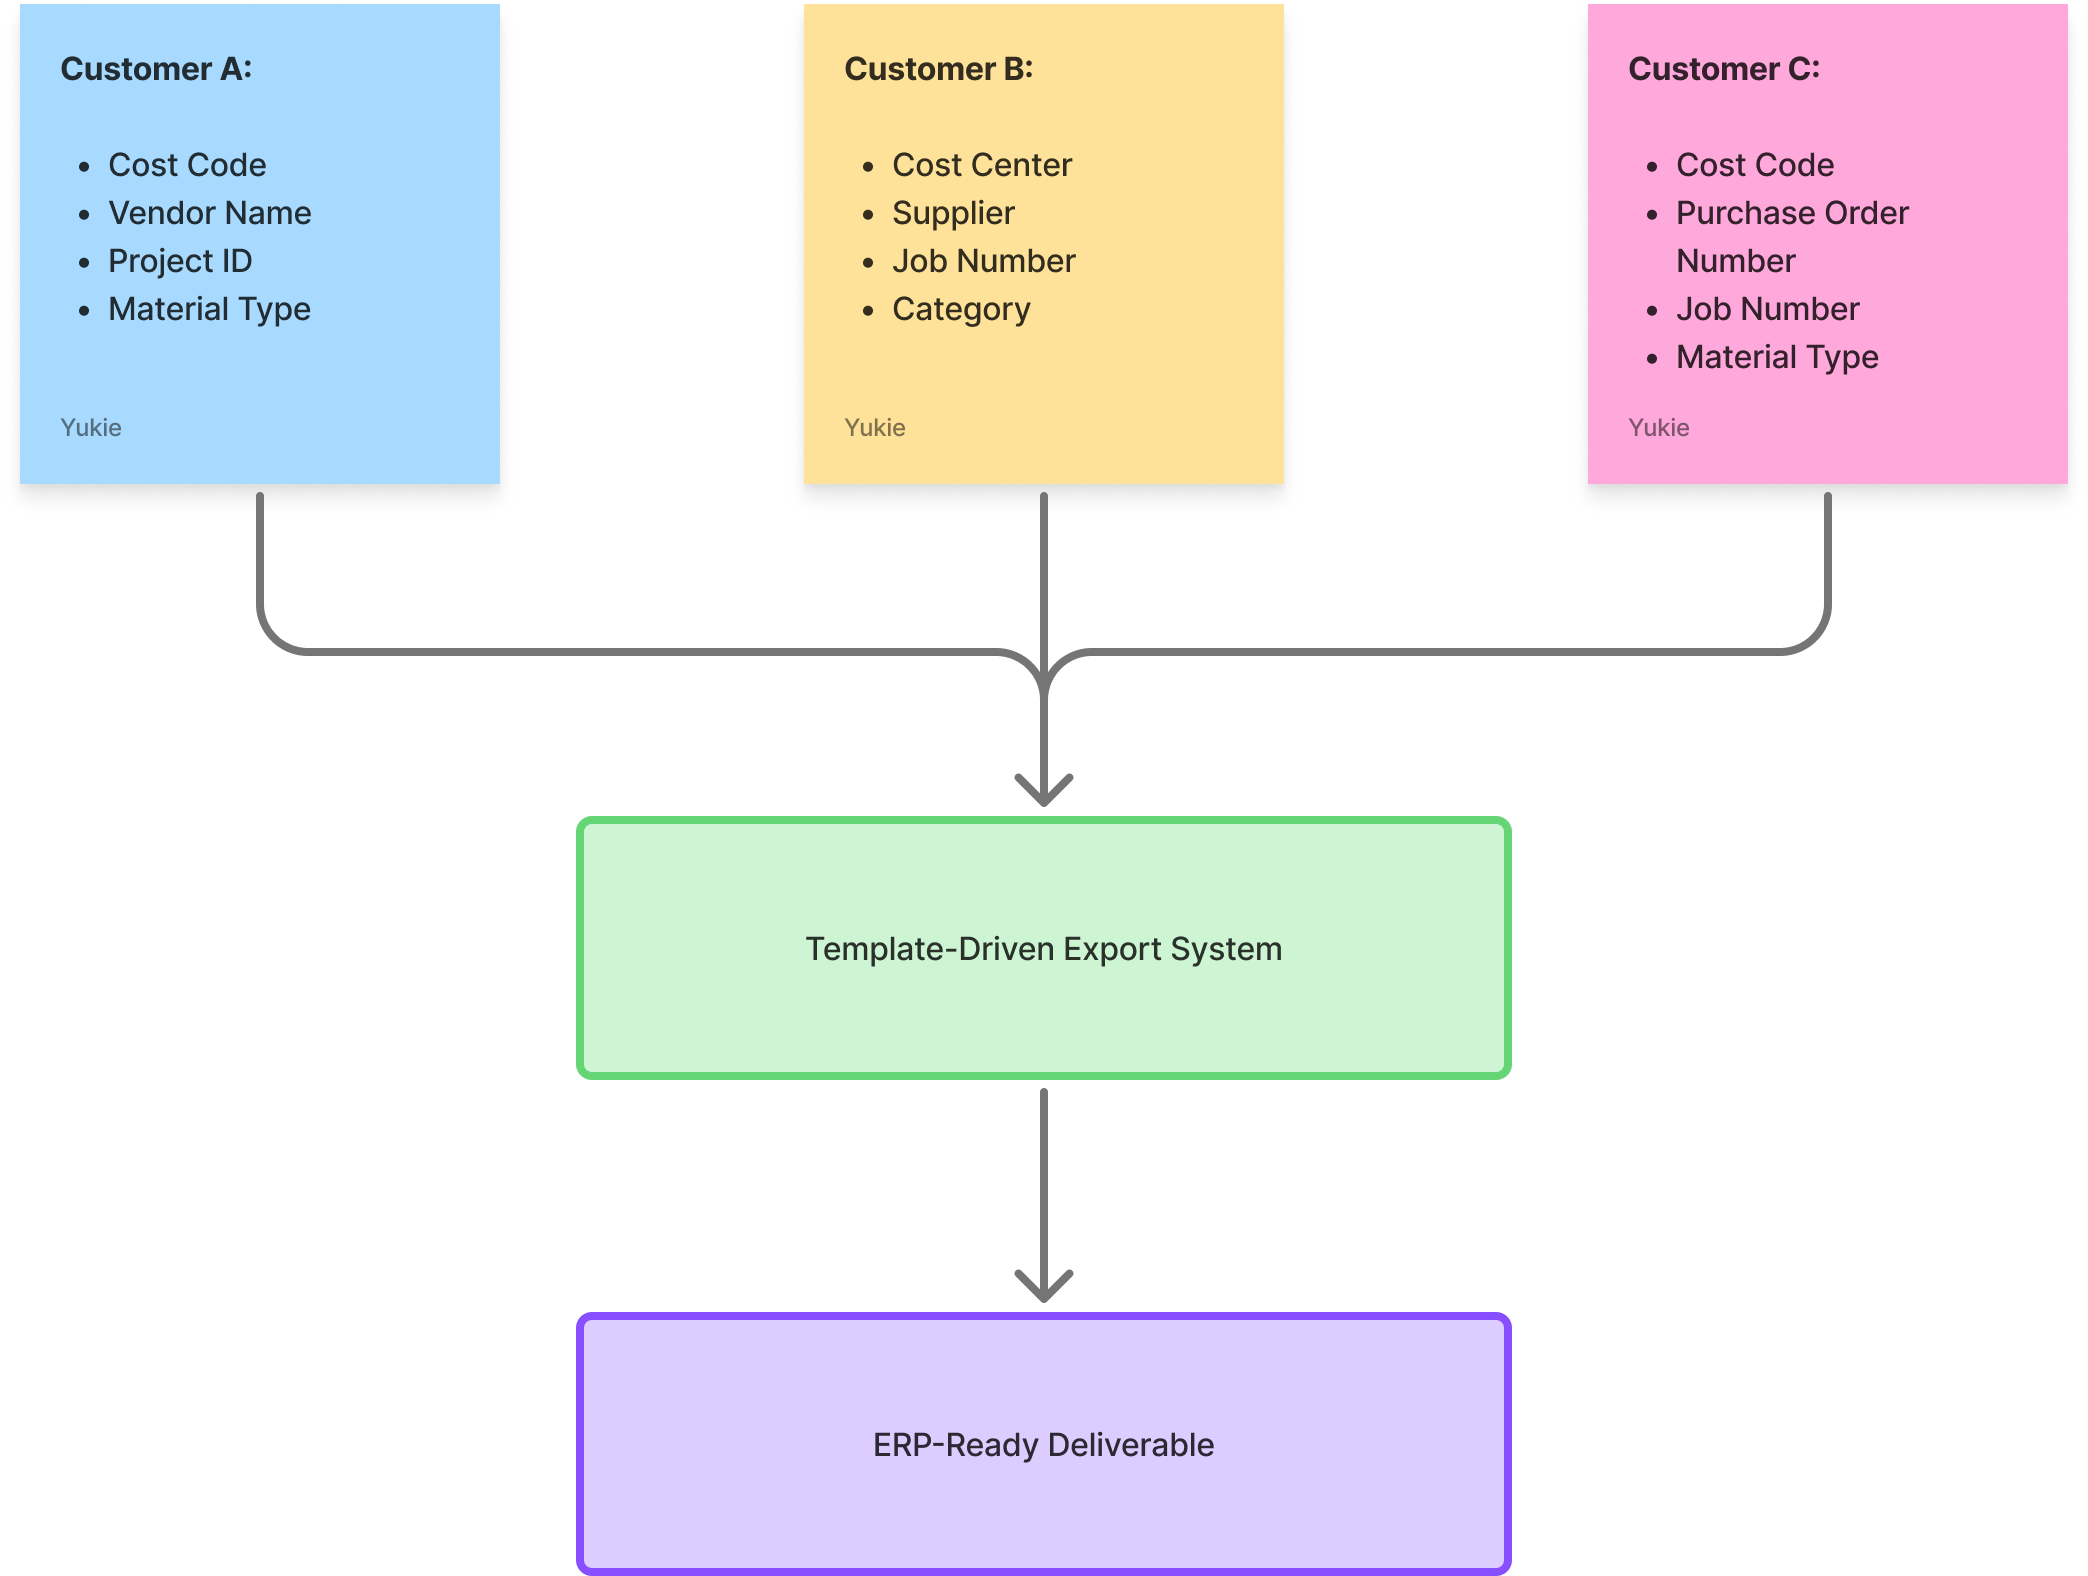 Customer A:
• Cost Code
• Vendor Name
• Project ID
• Material Type
Yukie
Customer B:
• Cost Center
• Supplier
• Job Number
• Category
Yukie
Customer C:
• Cost Code
• Purchase Order
Number
• Job Number
• Material Type
Yukie
Template-Driven Export System
ERP-Ready Deliverable